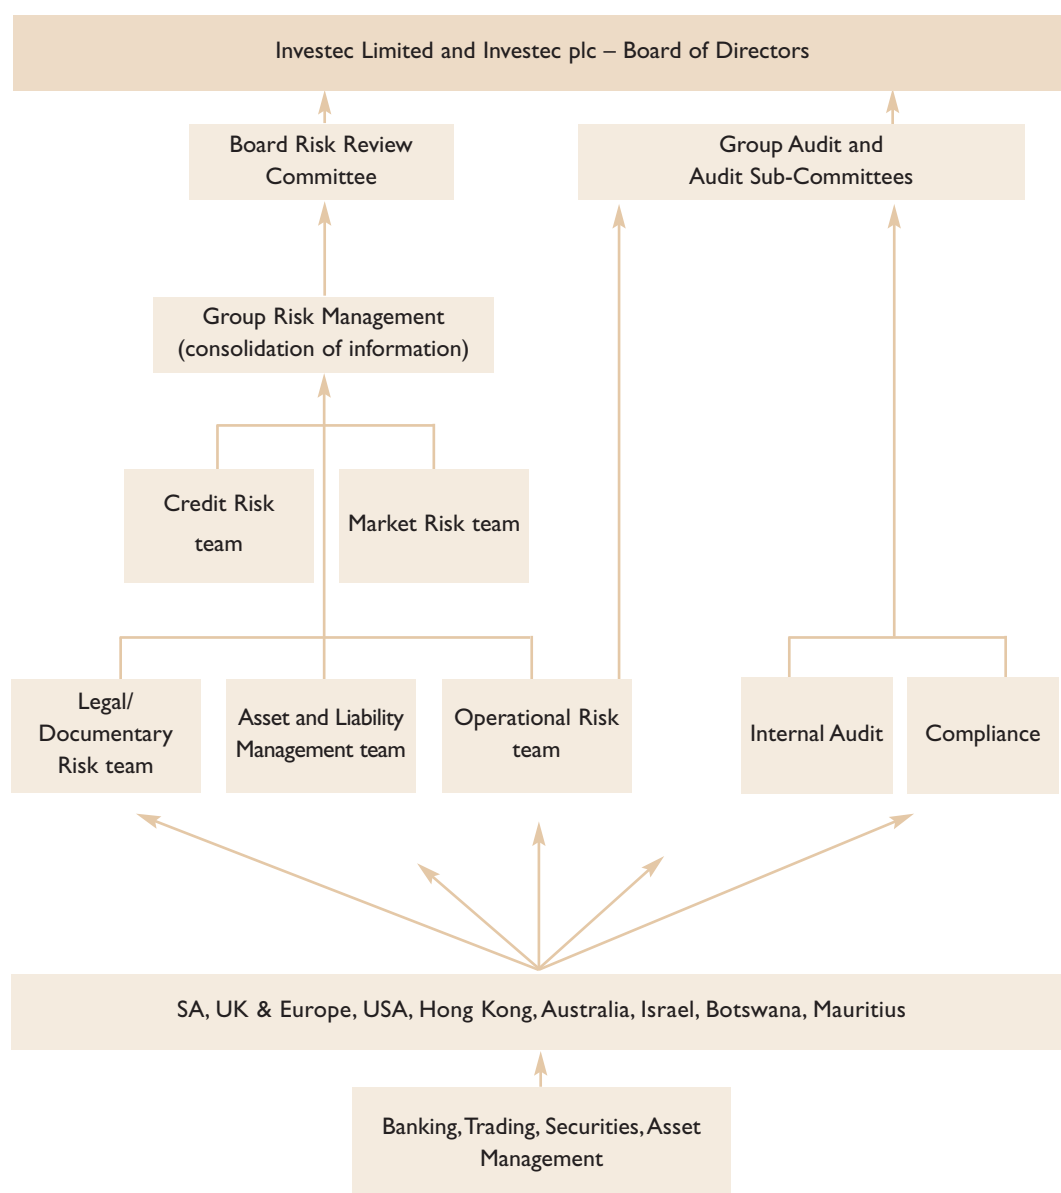 Investec Limited and Investec plc – Board of Directors
Board Risk Review
Committee
Group Audit and
Audit Sub-Committees
Group Risk Management
(consolidation of information)
Credit Risk
team
Market Risk team
Legal/
Documentary
Risk team
Asset and Liability
Management team
Operational Risk
team
Internal Audit
Compliance
SA, UK & Europe, USA, Hong Kong, Australia, Israel, Botswana, Mauritius
Banking, Trading, Securities, Asset
Management